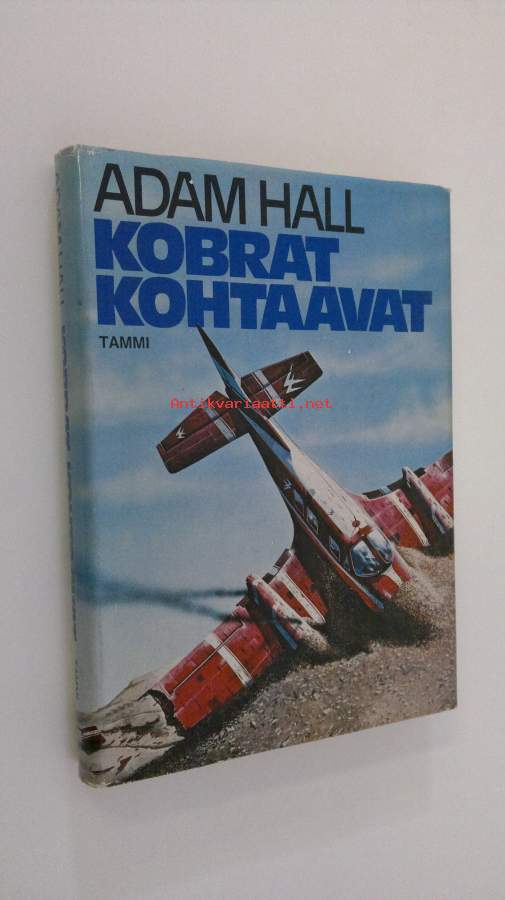 ADAM HALL
KOBRAT
KOHTAAVAT
TAMMI
Antikvariaatti.net